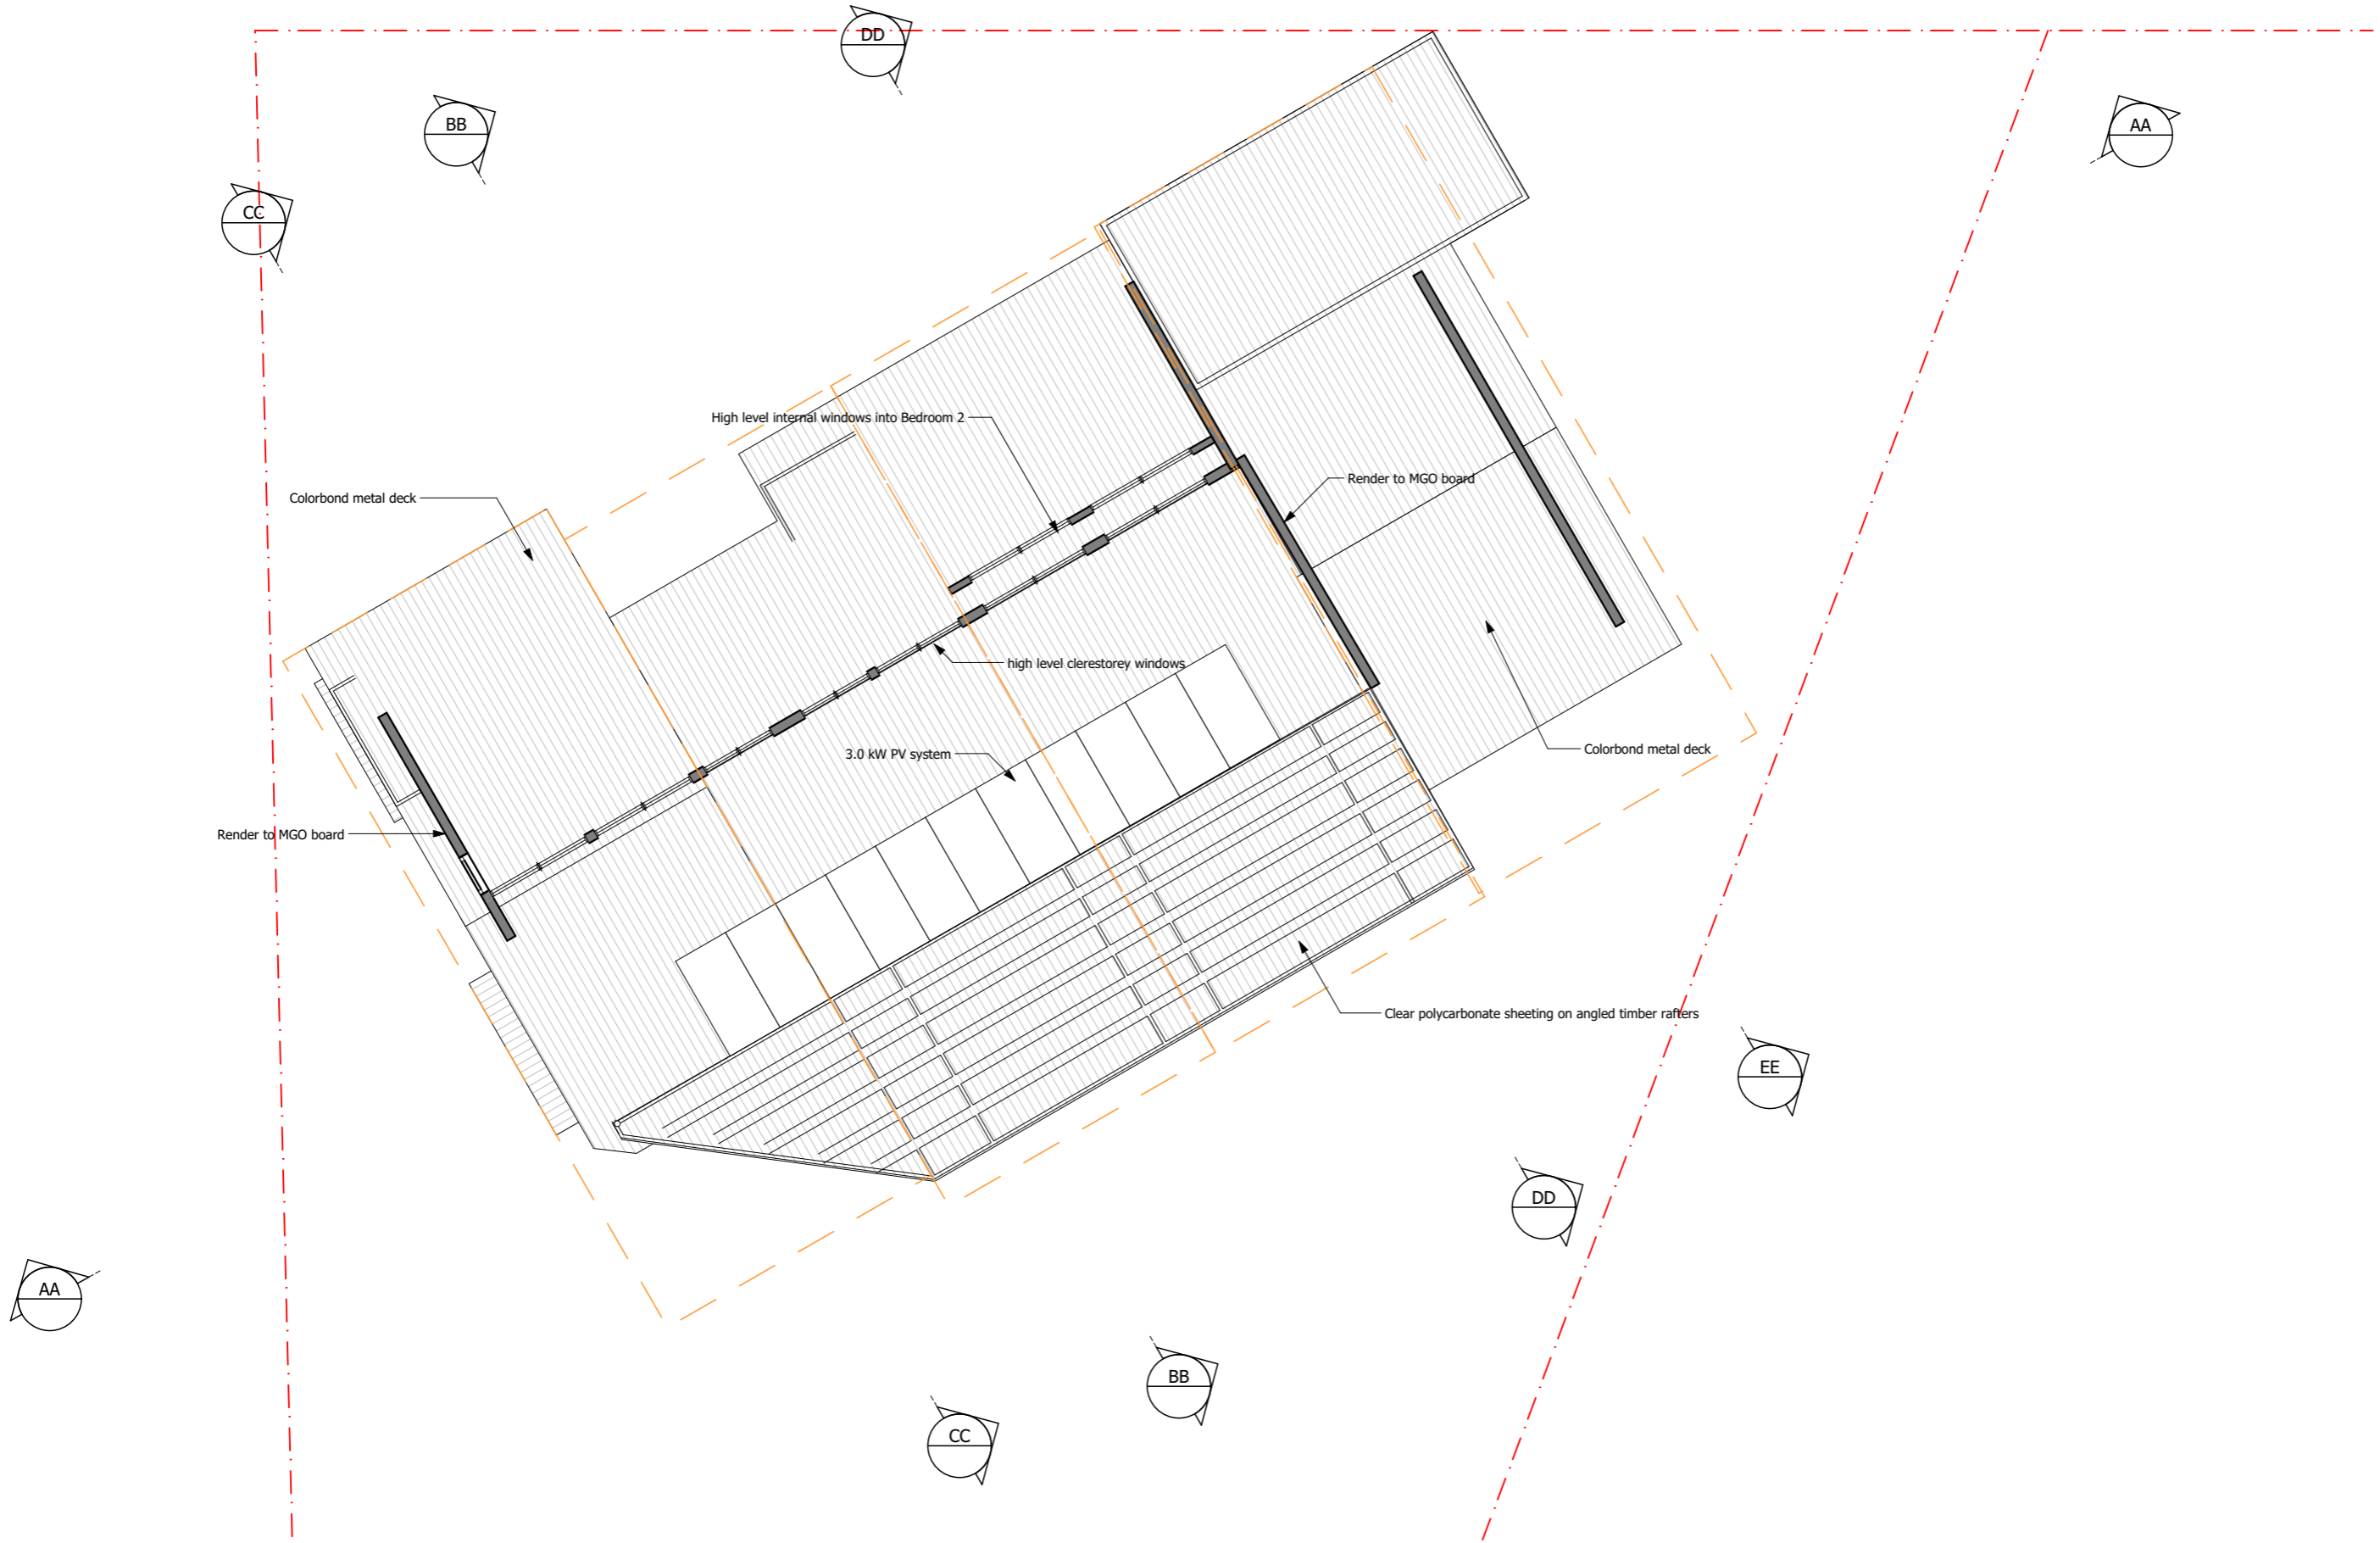 DD
BB
AA
CC
High level internal windows into Bedroom 2
Render to MGO board
Colorbond metal deck
high level clerestorey windows
3.0 kW PV system
Colorbond metal deck
Render to MGO board
Clear polycarbonate sheeting on angled timber rafters
EE
DD
AA
BB
CC